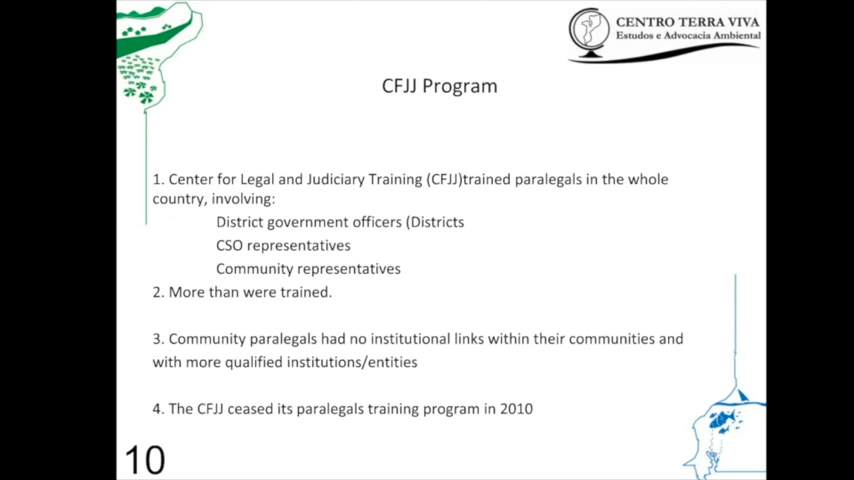 CENTRO TERRA VIVA
Estudos e Advocacia Ambiental
CFJJ Program
1. Center for Legal and Judiciary Training (CFJJ)trained paralegals in the whole
country, involving:
District government officers (Districts
CSO representatives
Community representatives
2. More than were trained.
3. Community paralegals had no institutional links within their communities and
with more qualified institutions/entities
4. The CFJJ ceased its paralegals training program in 2010
10